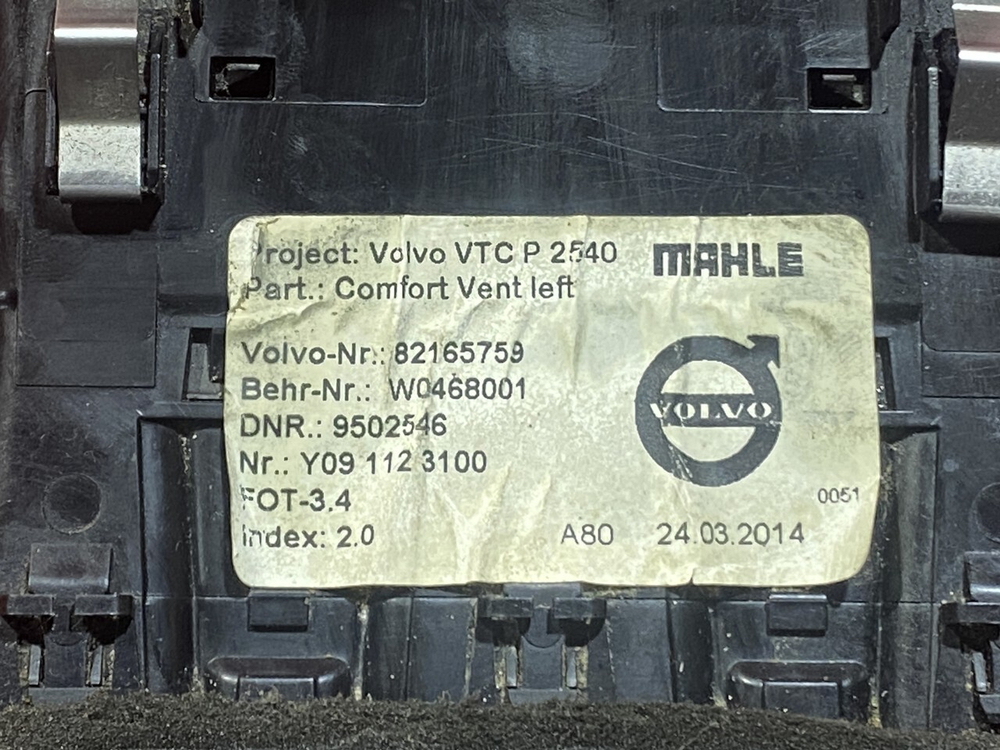 Project: Volvo VTC P 2540
MAHLE
Part.: Comfort Vent left
Volvo-Nr.: 82165759
Behr-Nr.: W0468001
VOLVO
DNR.: 9502546
Nr.: Y09 112 3100
FOT-3.4
0051
Index: 2.0
A80 24.03.2014